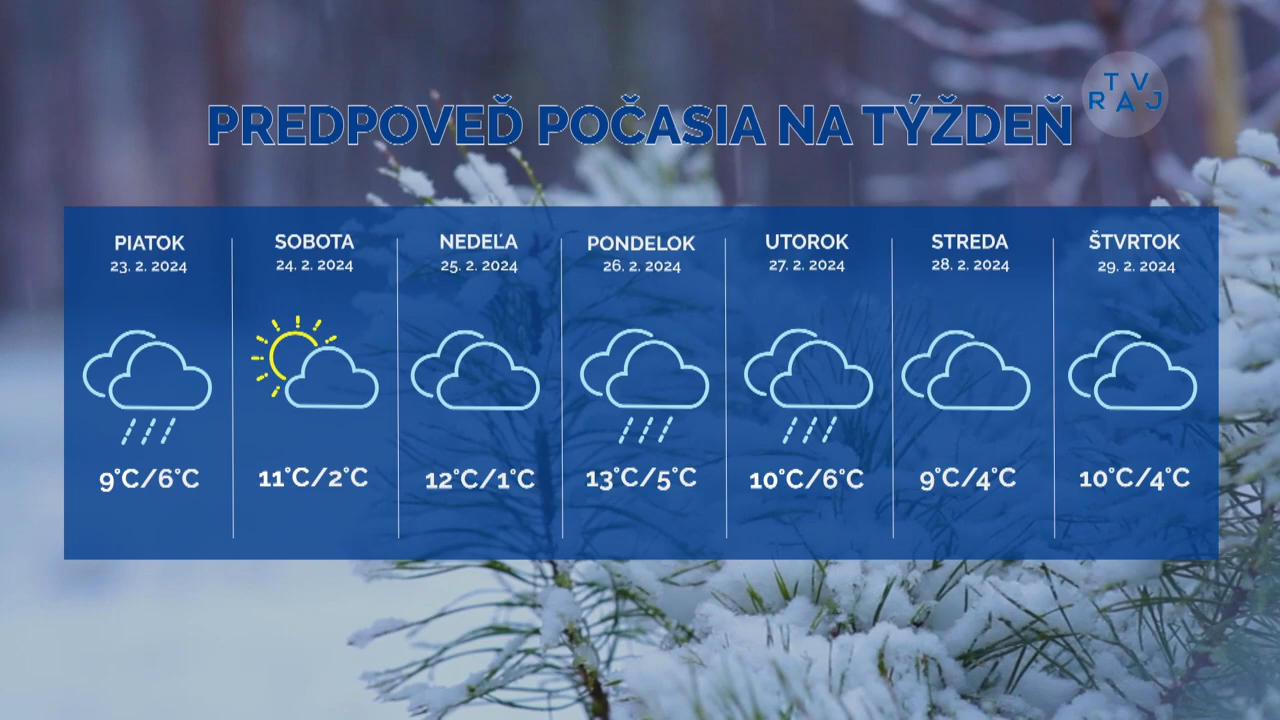 TV
RAJ
PREDPOVEĎ POČASIA NA TÝŽDEŇ
PIATOK
23. 2. 2024
9°C/6°C
SOBOTA
24. 2. 2024
11°C/2°C
NEDEĽA
25. 2. 2024
12°C/1°C
PONDELOK
26. 2. 2024
13°C/5°C
UTOROK
27. 2. 2024
10°C/6°C
STREDA
28. 2. 2024
9°C/4°C
ŠTVRTOK
29. 2. 2024
10°C/4°C